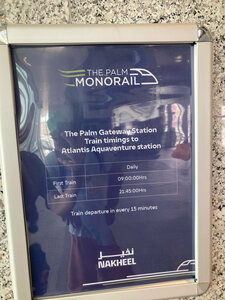 THE PALM
MONORAIL
The Palm Gateway Station
Train timings to
Atlantis Aquaventure station
Daily
First Train 09:00:00Hrs
Last Train 21:45:00Hrs
Train departure in every 15 minutes
نخيل
NAKHEEL